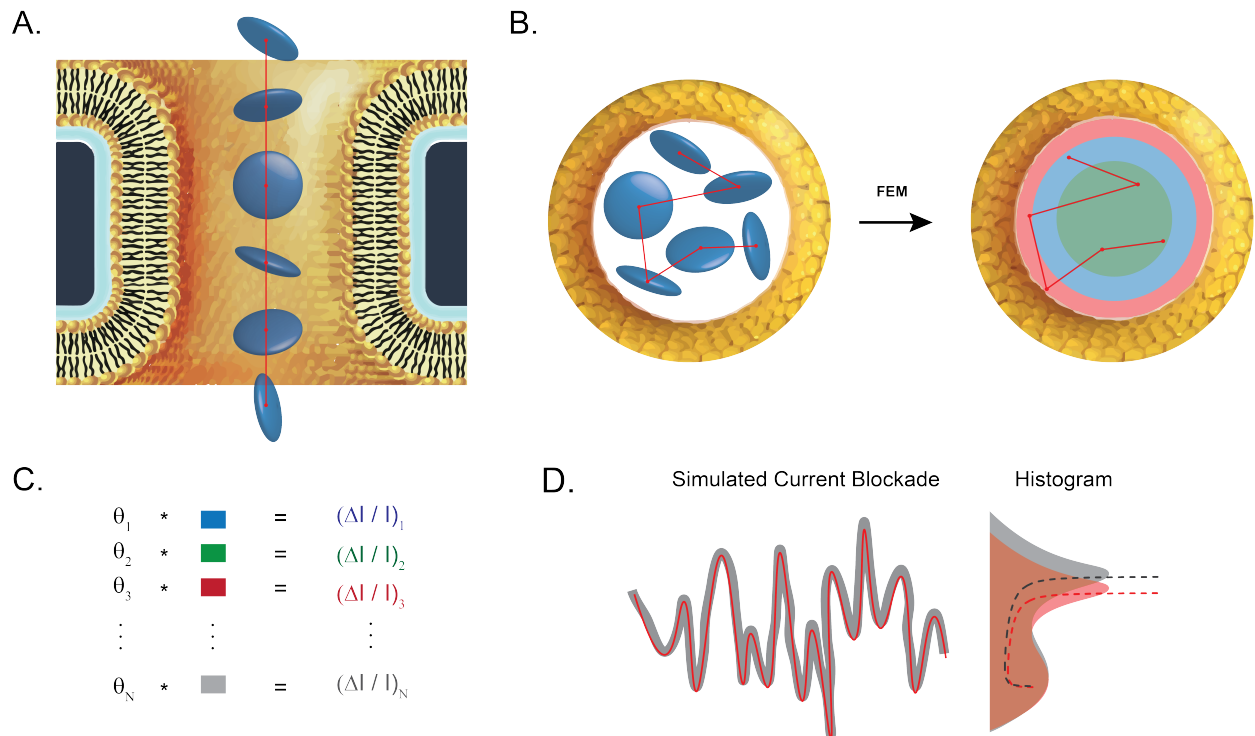 A.
B.
FEM
C.
θ1 * = (ΔI / I)1
θ2 * = (ΔI / I)2
θ3 * = (ΔI / I)3
θN * = (ΔI / I)N
D.
Simulated Current Blockade
Histogram